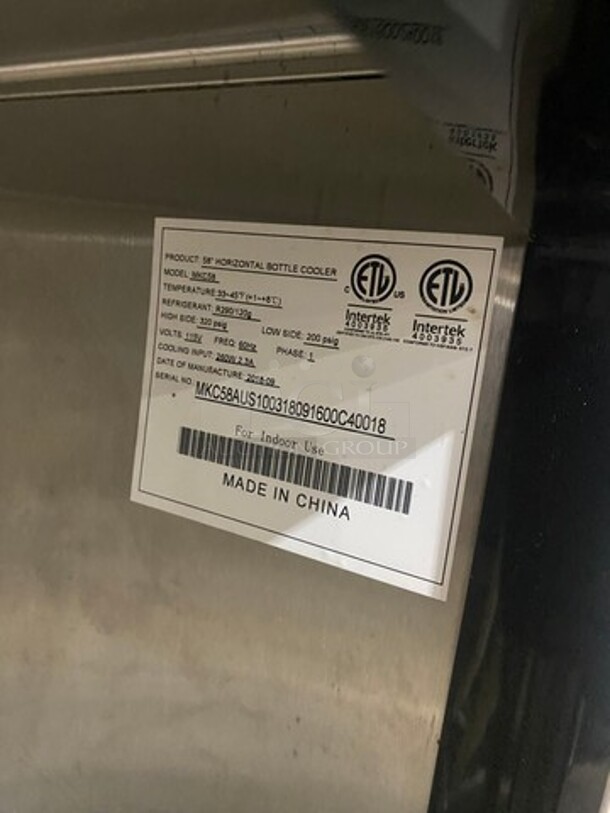 PRODUCT: 58" HORIZONTAL BOTTLE COOLER
MODEL: MKC58
TEMPERATURE: 33~45°F (+1~+8°C)
REFRIGERANT: R290/120g
HIGH SIDE: 320 psig LOW SIDE: 200 psig
VOLTS: 115V FREQ: 60Hz PHASE: 1
COOLING INPUT: 260W 2.3A
DATE OF MANUFACTURE: 2018-09
SERIAL NO: MKC58AUS100318091600C40018
For Indoor Use
MADE IN CHINA
C ETL US
Intertek
4003935
ETL
Intertek
4003935
GROUP